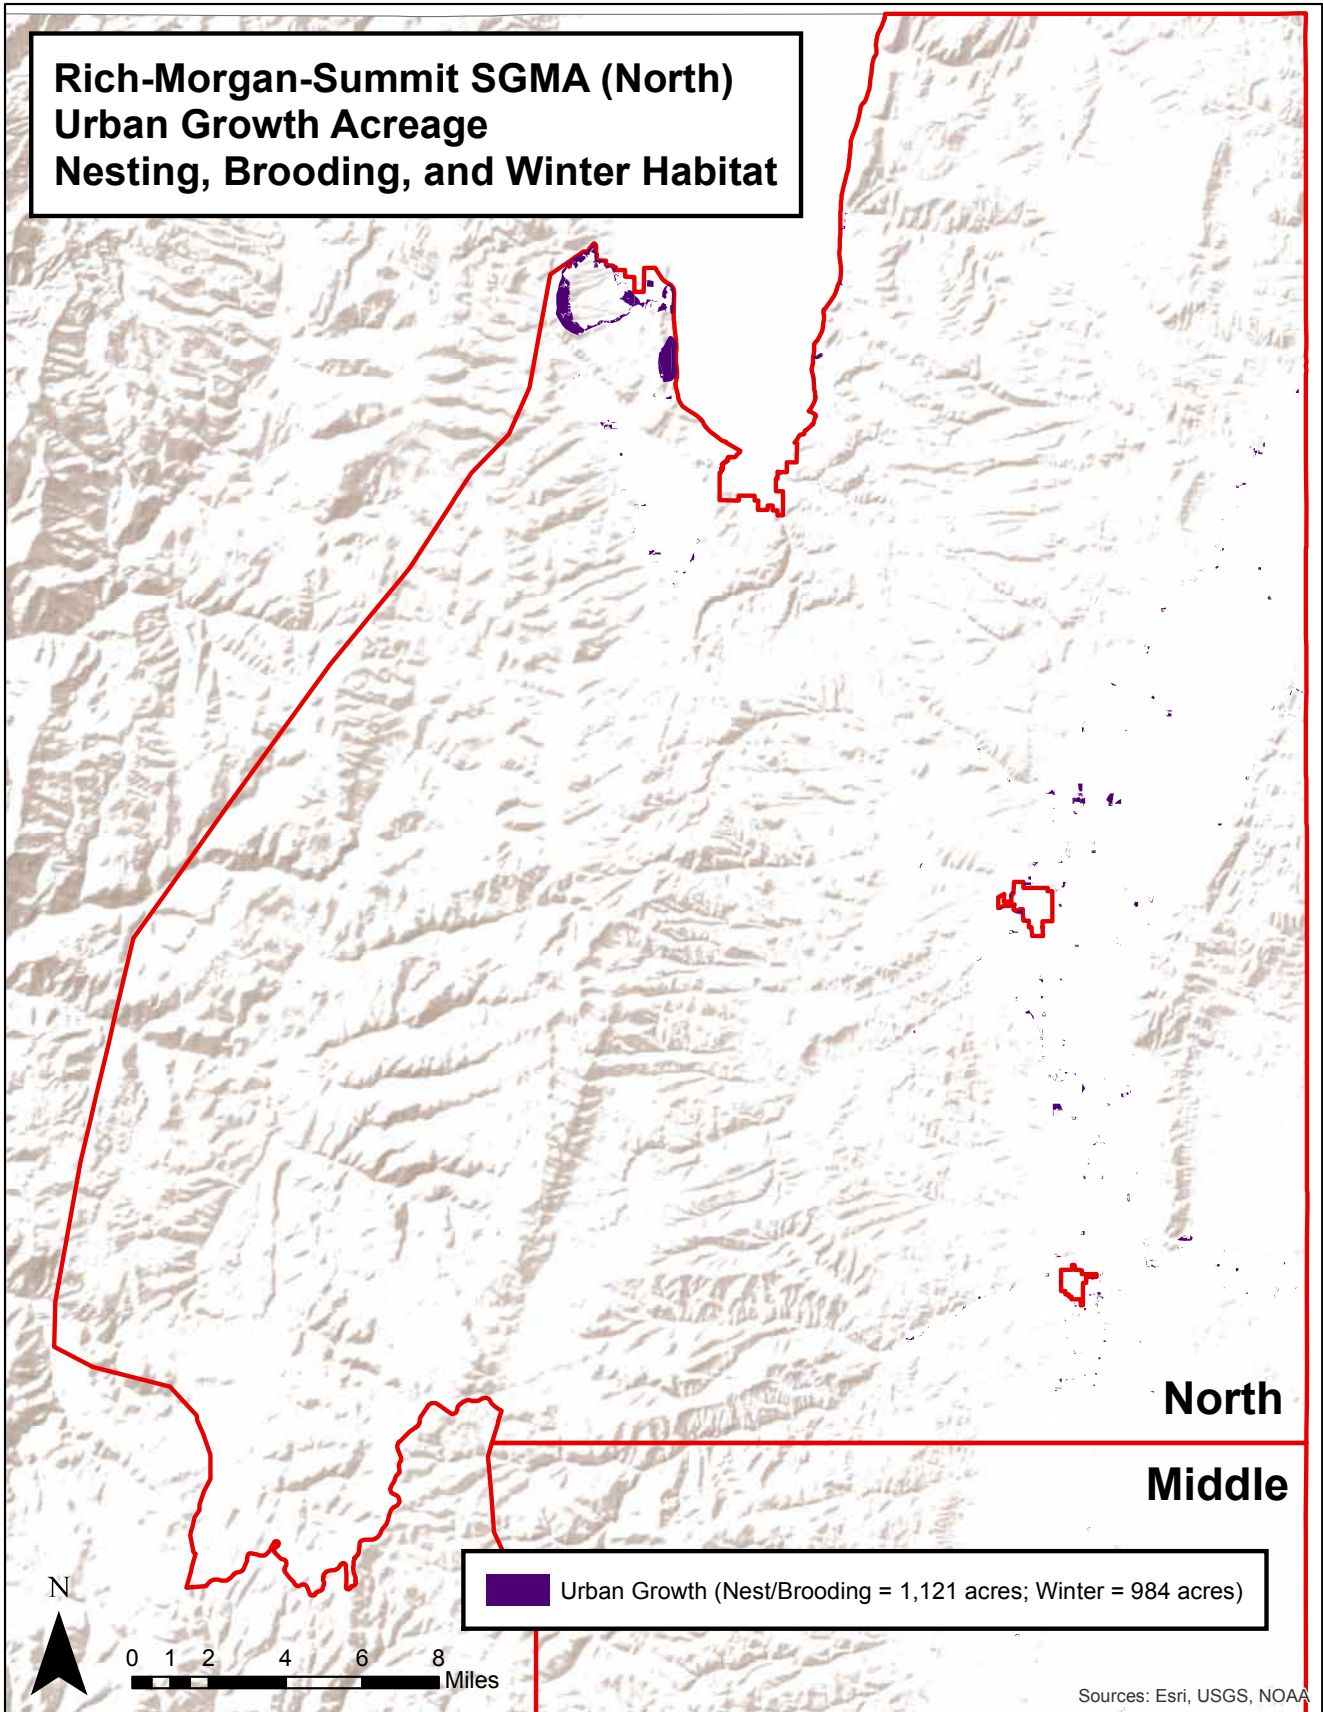 Rich-Morgan-Summit SGMA (North)
Urban Growth Acreage
Nesting, Brooding, and Winter Habitat
North
Middle
Urban Growth (Nest/Brooding = 1,121 acres; Winter = 984 acres)
N
0 1 2 4 6 8
Miles
Sources: Esri, USGS, NOAA